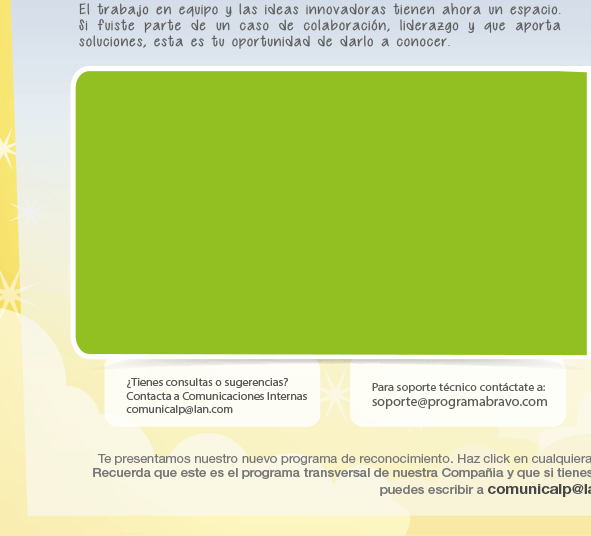 El trabajo en equipo y las ideas innovadoras tienen ahora un espacio.
Si fuiste parte de un caso de colaboración, liderazgo y que aporta
soluciones, esta es tu oportunidad de darlo a conocer.
¿Tienes consultas o sugerencias?
Contacta a Comunicaciones Internas
comunicalp@lan.com
Para soporte técnico contáctate a:
soporte@programabravo.com
Te presentamos nuestro nuevo programa de reconocimiento. Haz click en cualquiera
Recuerda que este es el programa transversal de nuestra Compañia y que si tienes
puedes escribir a comunicalp@la